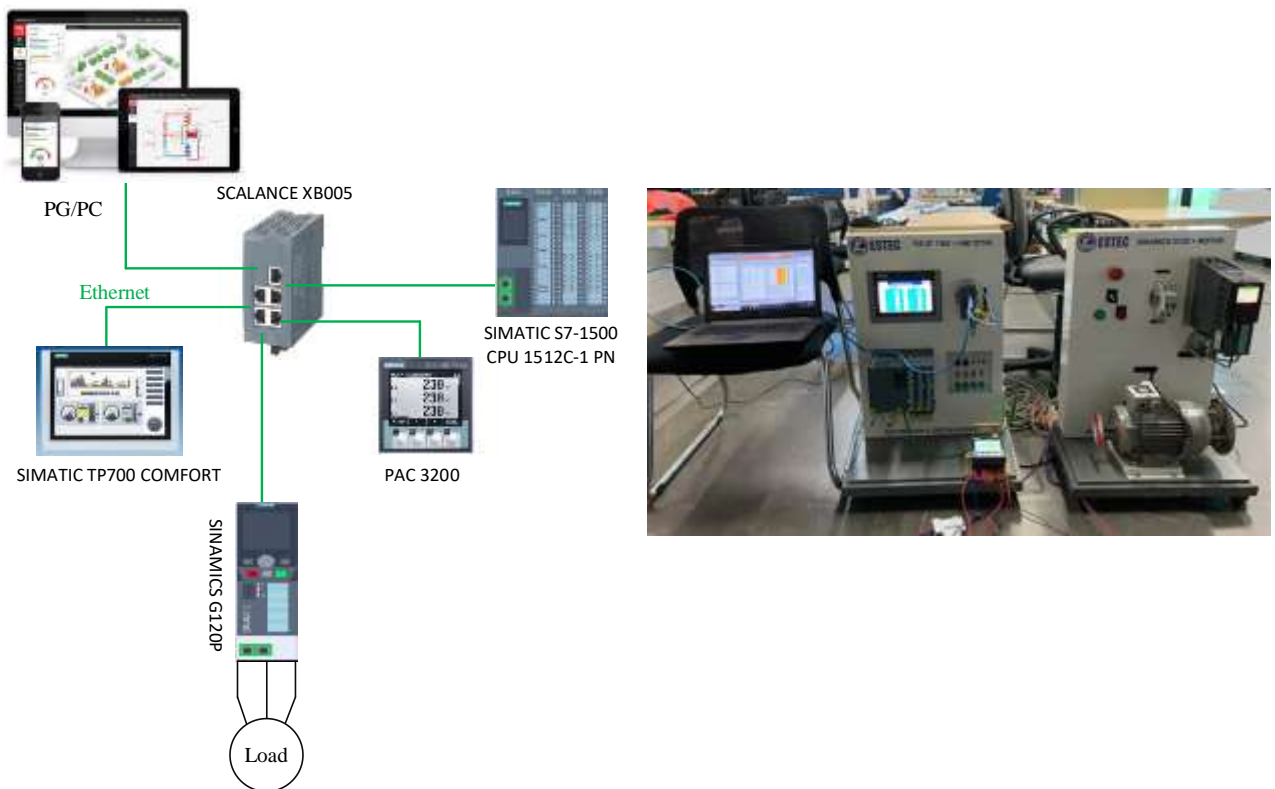 SCALANCE XB005
PG/PC
Ethernet
SIMATIC S7-1500
CPU 1512C-1 PN
SIMATIC TP700 COMFORT
PAC 3200
230
230
230
SINAMICS G120P
Load
ESTEC
ESTEC